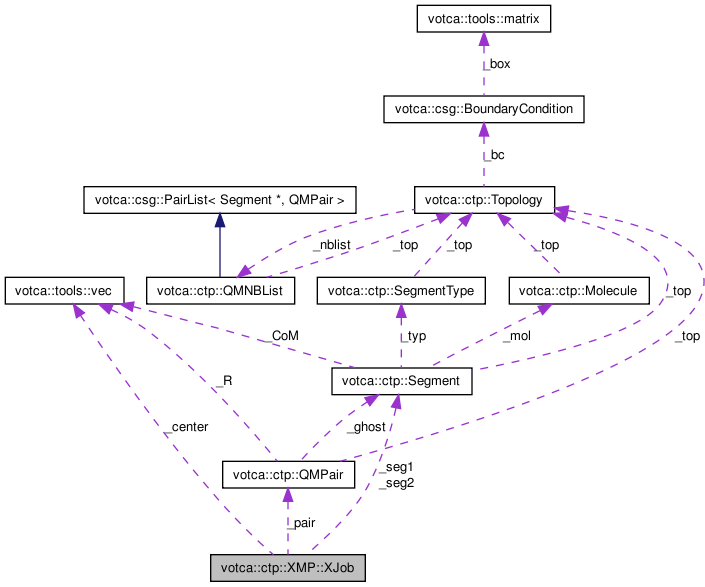 votca::tools::matrix
_box
votca::csg::BoundaryCondition
_bc
votca::csg::PairList< Segment *, QMPair >
votca::ctp::Topology
_nblist
_top
_top
_top
votca::tools::vec
votca::ctp::QMNBList
votca::ctp::SegmentType
votca::ctp::Molecule
_top
_CoM
_typ
_mol
_top
votca::ctp::Segment
_R
_center
_ghost
_seg1
_seg2
votca::ctp::QMPair
_pair
votca::ctp::XMP::XJob